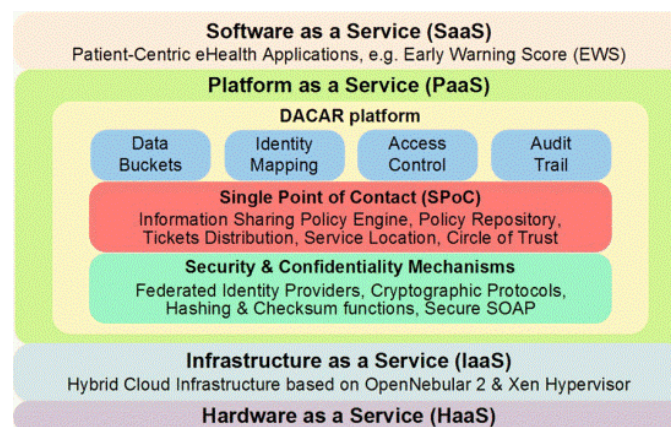 Software as a Service (SaaS)
Patient-Centric eHealth Applications, e.g. Early Warning Score (EWS)
Platform as a Service (PaaS)
DACAR platform
Data Buckets
Identity Mapping
Access Control
Audit Trail
Single Point of Contact (SPoC)
Information Sharing Policy Engine, Policy Repository,
Tickets Distribution, Service Location, Circle of Trust
Security & Confidentiality Mechanisms
Federated Identity Providers, Cryptographic Protocols,
Hashing & Checksum functions, Secure SOAP
Infrastructure as a Service (IaaS)
Hybrid Cloud Infrastructure based on OpenNebular 2 & Xen Hypervisor
Hardware as a Service (HaaS)